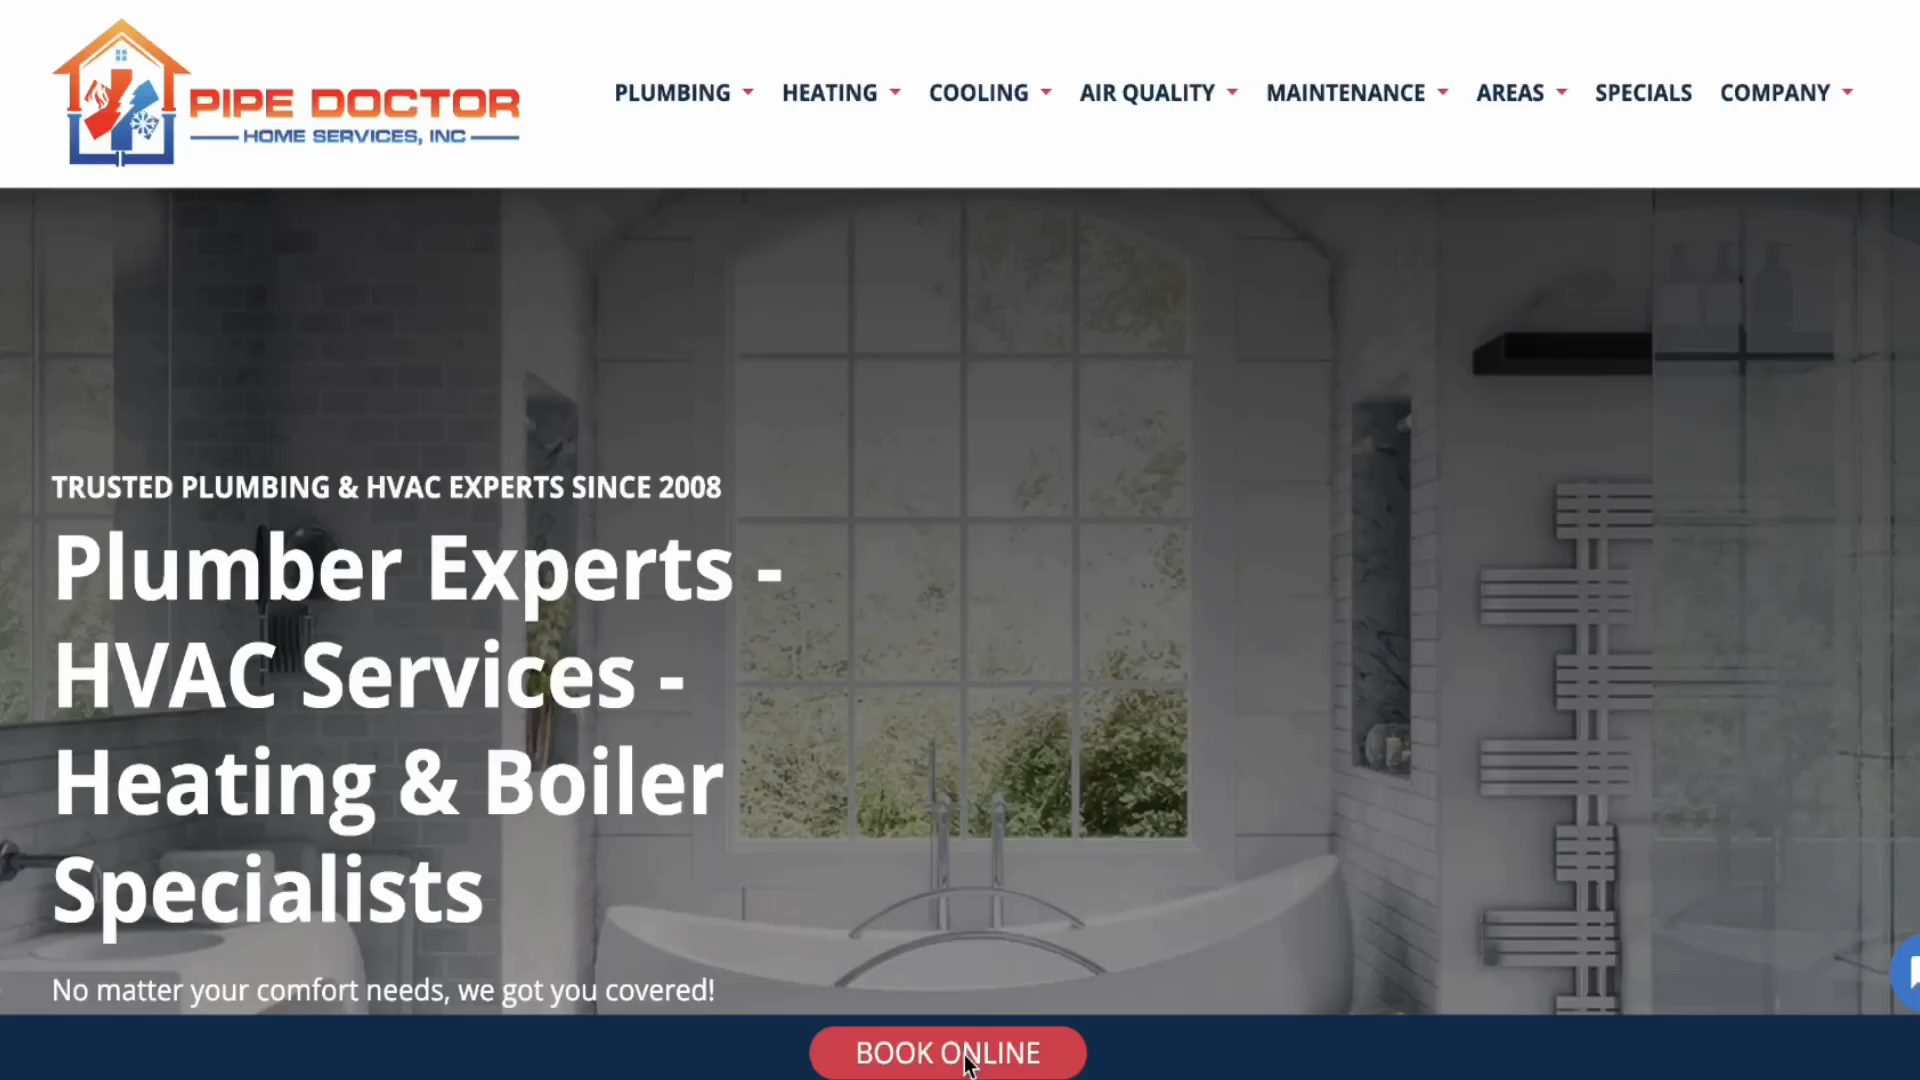 PIPE DOCTOR
HOME SERVICES, INC
PLUMBING HEATING COOLING AIR QUALITY MAINTENANCE AREAS SPECIALS COMPANY
TRUSTED PLUMBING & HVAC EXPERTS SINCE 2008
Plumber Experts -
HVAC Services -
Heating & Boiler
Specialists
No matter your comfort needs, we got you covered!
BOOK ONLINE